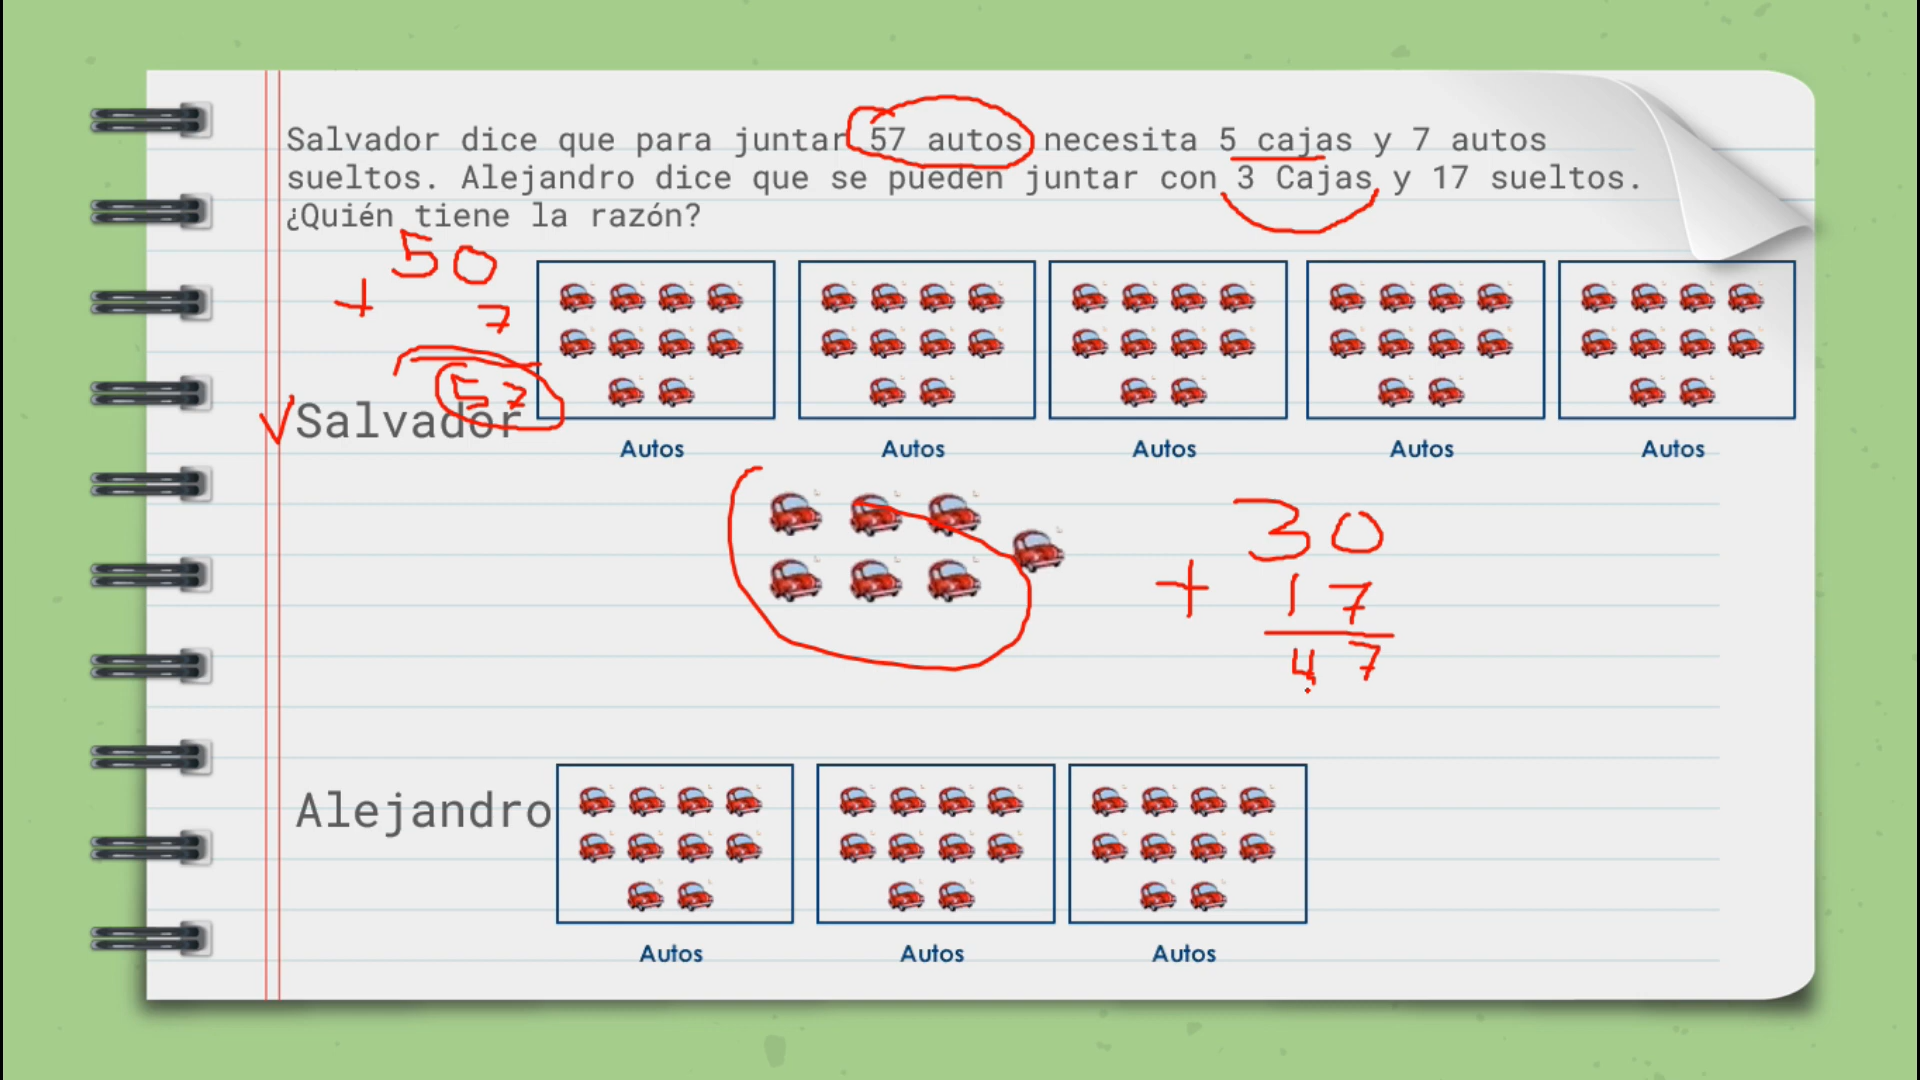 Salvador dice que para juntar 57 autos necesita 5 cajas y 7 autos
sueltos. Alejandro dice que se pueden juntar con 3 Cajas y 17 sueltos.
¿Quién tiene la razón?
50
+ 7
57
Salvador
Autos Autos Autos Autos Autos
30
+ 17
47
Alejandro
Autos Autos Autos